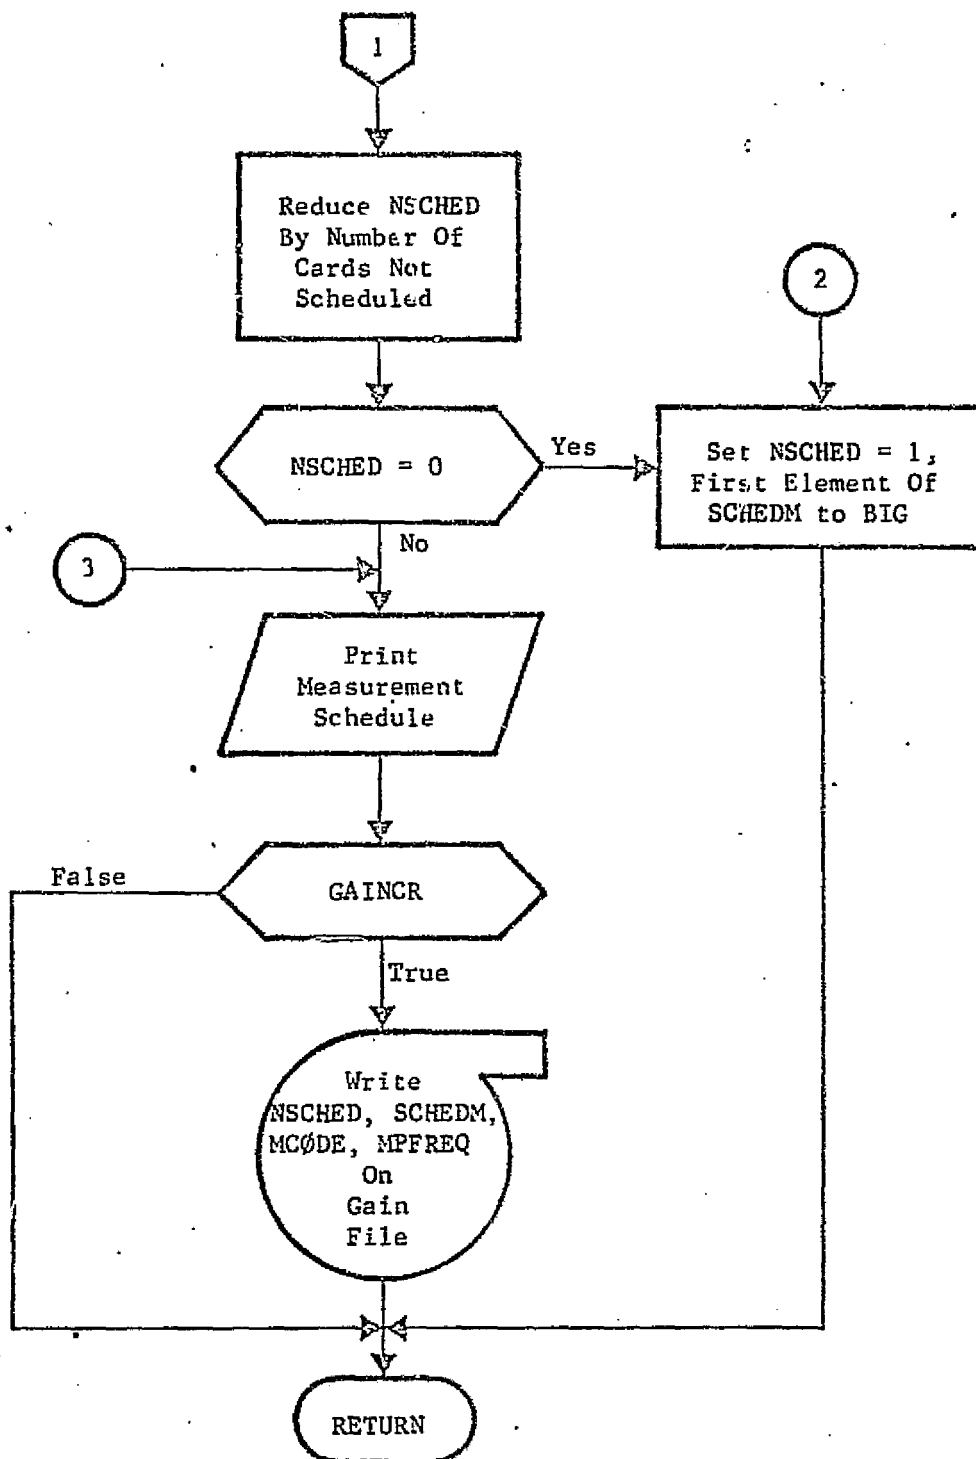 1
Reduce NSCHED
By Number Of
Cards Not
Scheduled
2
NSCHED = 0
Yes
Set NSCHED = 1,
First Element Of
SCHEDM to BIG
No
3
Print
Measurement
Schedule
False
GAINCR
True
Write
NSCHED, SCHEDM,
MCØDE, MPFREQ
On
Gain
File
RETURN